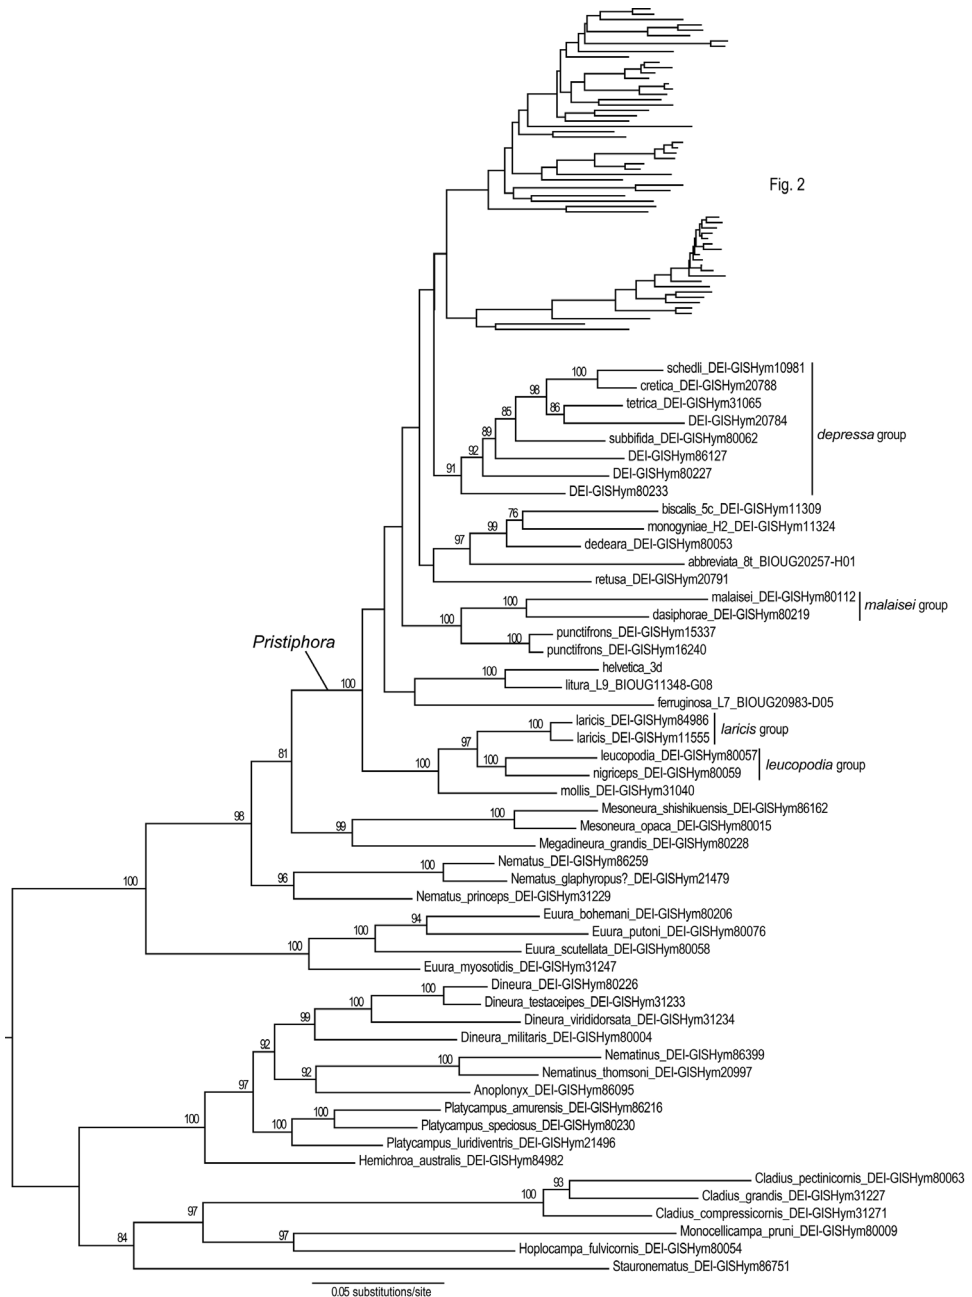 Fig. 2
100
schedli_DEI-GISHym10981
cretica_DEI-GISHym20788
98
tetrica_DEI-GISHym31065
86
DEI-GISHym20784
85
subbifida_DEI-GISHym80062
depressa group
89
DEI-GISHym86127
92
DEI-GISHym80227
91
DEI-GISHym80233
biscalis_5c_DEI-GISHym11309
76
monogyniae_H2_DEI-GISHym11324
99
dedeara_DEI-GISHym80053
97
abbreviata_8t_BIOUG20257-H01
retusa_DEI-GISHym20791
malaisei_DEI-GISHym80112
100
malaisei group
dasiphorae_DEI-GISHym80219
100
punctifrons_DEI-GISHym15337
100
punctifrons_DEI-GISHym16240
Pristiphora
helvetica_3d
100
litura_L9_BIOUG11348-G08
100
ferruginosa_L7_BIOUG20983-D05
laricis_DEI-GISHym84986
100
laricis group
laricis_DEI-GISHym11555
97
leucopodia_DEI-GISHym80057
100
leucopodia group
nigriceps_DEI-GISHym80059
100
mollis_DEI-GISHym31040
81
Mesoneura_shishikuensis_DEI-GISHym86162
100
Mesoneura_opaca_DEI-GISHym80015
99
Megadineura_grandis_DEI-GISHym80228
98
Nematus_DEI-GISHym86259
100
Nematus_glaphyropus?_DEI-GISHym21479
96
Nematus_princeps_DEI-GISHym31229
100
Euura_bohemani_DEI-GISHym80206
94
Euura_putoni_DEI-GISHym80076
100
Euura_scutellata_DEI-GISHym80058
100
Euura_myosotidis_DEI-GISHym31247
Dineura_DEI-GISHym80226
100
Dineura_testaceipes_DEI-GISHym31233
100
Dineura_virididorsata_DEI-GISHym31234
99
Dineura_militaris_DEI-GISHym80004
92
Nematinus_DEI-GISHym86399
100
Nematinus_thomsoni_DEI-GISHym20997
92
Anoplonyx_DEI-GISHym86095
97
Platycampus_amurensis_DEI-GISHym86216
100
Platycampus_speciosus_DEI-GISHym80230
100
Platycampus_luridiventris_DEI-GISHym21496
100
Hemichroa_australis_DEI-GISHym84982
Cladius_pectinicornis_DEI-GISHym80063
93
Cladius_grandis_DEI-GISHym31227
100
Cladius_compressicornis_DEI-GISHym31271
97
Monocellicampa_pruni_DEI-GISHym80009
97
Hoplocampa_fulvicornis_DEI-GISHym80054
84
Stauronematus_DEI-GISHym86751
0.05 substitutions/site